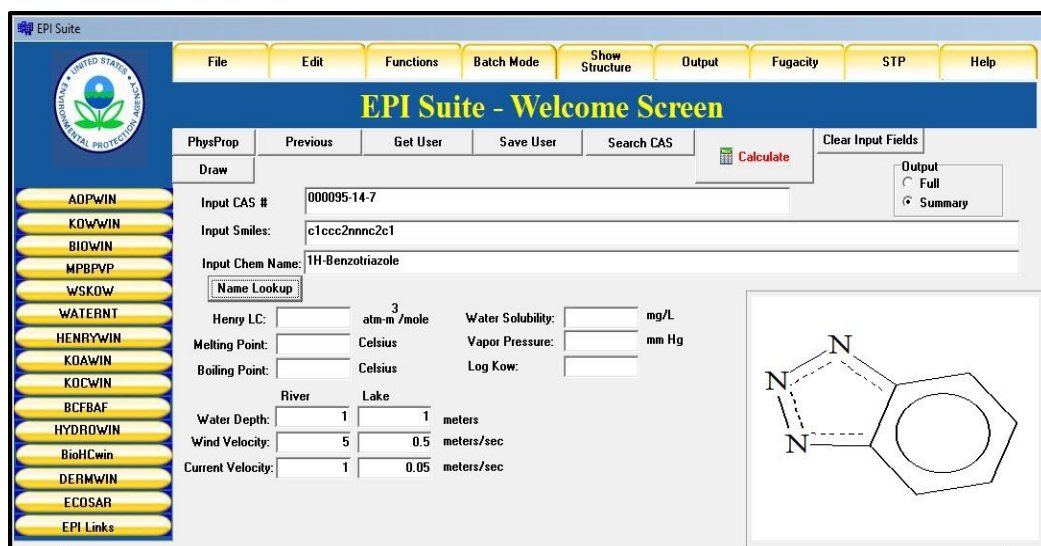 EPI Suite
UNITED STATES
ENVIRONMENTAL PROTECTION AGENCY
File Edit Functions Batch Mode Show Structure Output Fugacity STP Help
EPI Suite - Welcome Screen
PhysProp Previous Get User Save User Search CAS Calculate Clear Input Fields
Draw
Output
Full
Summary
AOPWIN
KOWWIN
BIOWIN
MPBPVP
WSKOW
WATERNT
HENRYWIN
KOAWIN
KOCWIN
BCFBAF
HYDROWIN
BioHCwin
DERMWIN
ECOSAR
EPI Links
Input CAS # 000095-14-7
Input Smiles: c1ccc2nnnc2c1
Input Chem Name: 1H-Benzotriazole
Name Lookup
Henry LC: atm-m3/mole Water Solubility: mg/L
Melting Point: Celsius Vapor Pressure: mm Hg
Boiling Point: Celsius Log Kow:
River Lake
Water Depth: 1 1 meters
Wind Velocity: 5 0.5 meters/sec
Current Velocity: 1 0.05 meters/sec
N
N
N